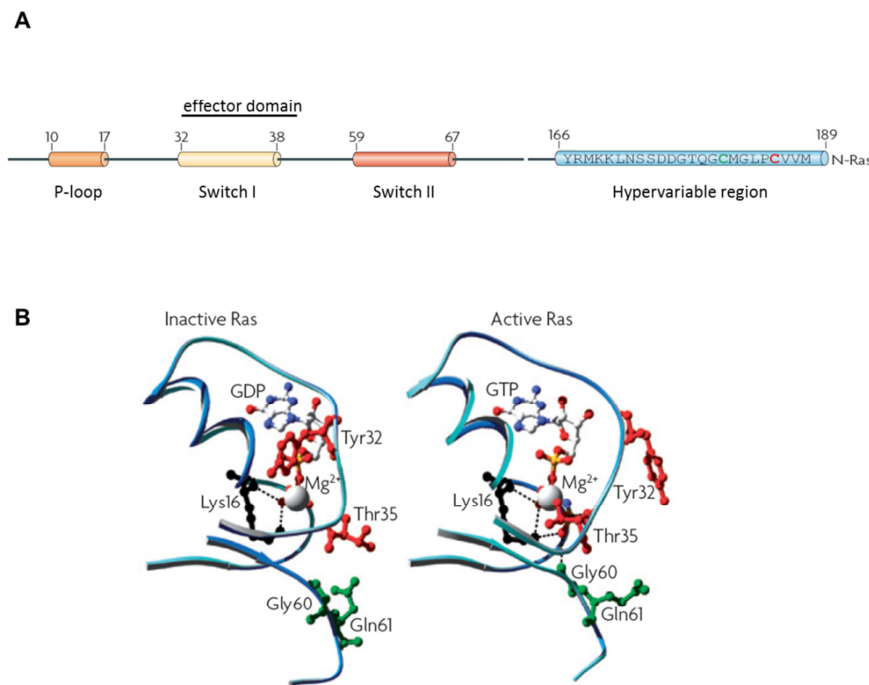 A
effector domain
10 17 32 38 59 67 166 189
YRMKKLNSSDDGTQGCMGLPCVVM N-Ras
P-loop Switch I Switch II Hypervariable region
B
Inactive Ras Active Ras
GDP GTP
Tyr32
Mg2+ Mg2+
Tyr32
Lys16 Lys16
Thr35 Thr35
Gly60
Gly60
Gln61
Gln61